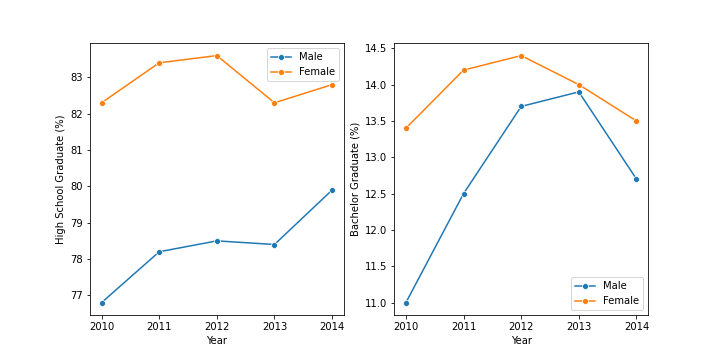 High School Graduate (%)
83
82
81
80
79
78
77
2010 2011 2012 2013 2014
Year
Male
Female
Bachelor Graduate (%)
14.5
14.0
13.5
13.0
12.5
12.0
11.5
11.0
2010 2011 2012 2013 2014
Year
Male
Female